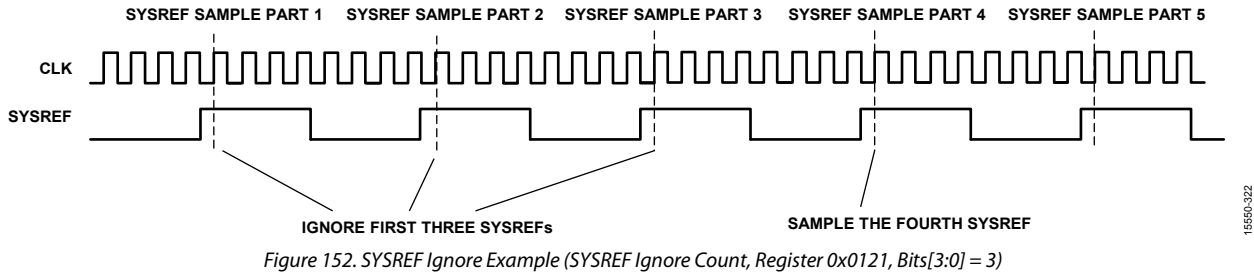 SYSREF SAMPLE PART 1 SYSREF SAMPLE PART 2 SYSREF SAMPLE PART 3 SYSREF SAMPLE PART 4 SYSREF SAMPLE PART 5
CLK
SYSREF
IGNORE FIRST THREE SYSREFs SAMPLE THE FOURTH SYSREF
15550-322
Figure 152. SYSREF Ignore Example (SYSREF Ignore Count, Register 0x0121, Bits[3:0] = 3)